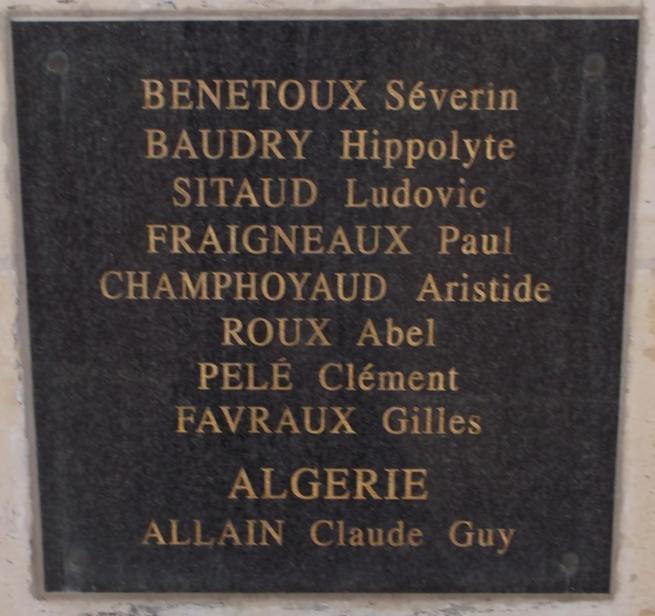 BENETOUX Séverin
BAUDRY Hippolyte
SITAUD Ludovic
FRAIGNEAUX Paul
CHAMPHOYAUD Aristide
ROUX Abel
PELÉ Clément
FAVRAUX Gilles
ALGERIE
ALLAIN Claude Guy